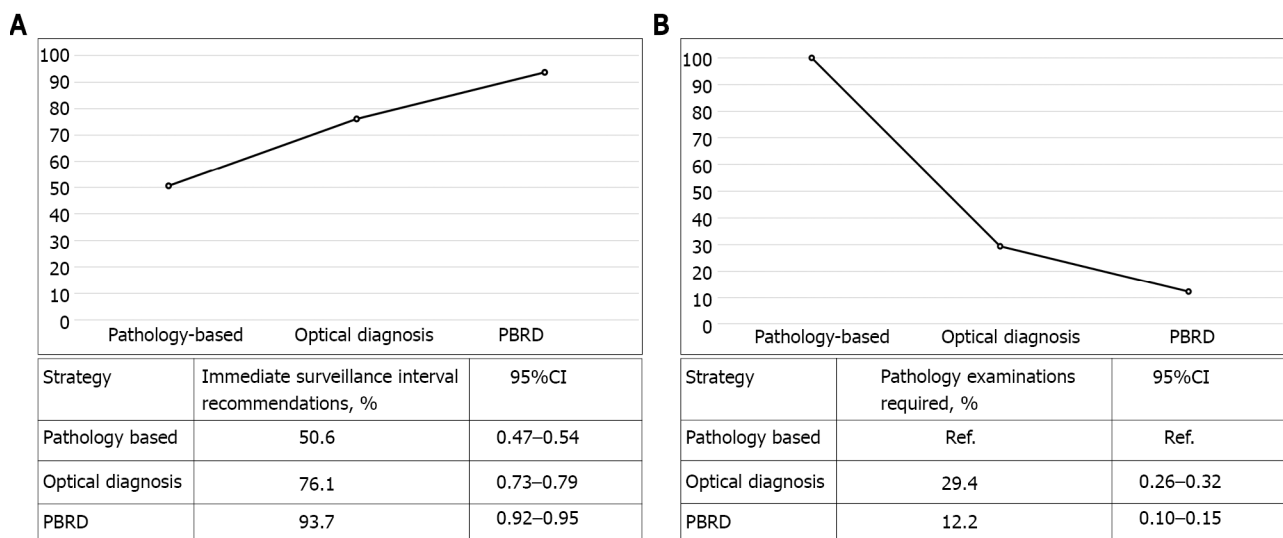 A
100
90
80
70
60
50
40
30
20
10
0
Pathology-based Optical diagnosis PBRD
Strategy Immediate surveillance interval recommendations, % 95%CI
Pathology based 50.6 0.47–0.54
Optical diagnosis 76.1 0.73–0.79
PBRD 93.7 0.92–0.95
B
100
90
80
70
60
50
40
30
20
10
0
Pathology-based Optical diagnosis PBRD
Strategy Pathology examinations required, % 95%CI
Pathology based Ref. Ref.
Optical diagnosis 29.4 0.26–0.32
PBRD 12.2 0.10–0.15